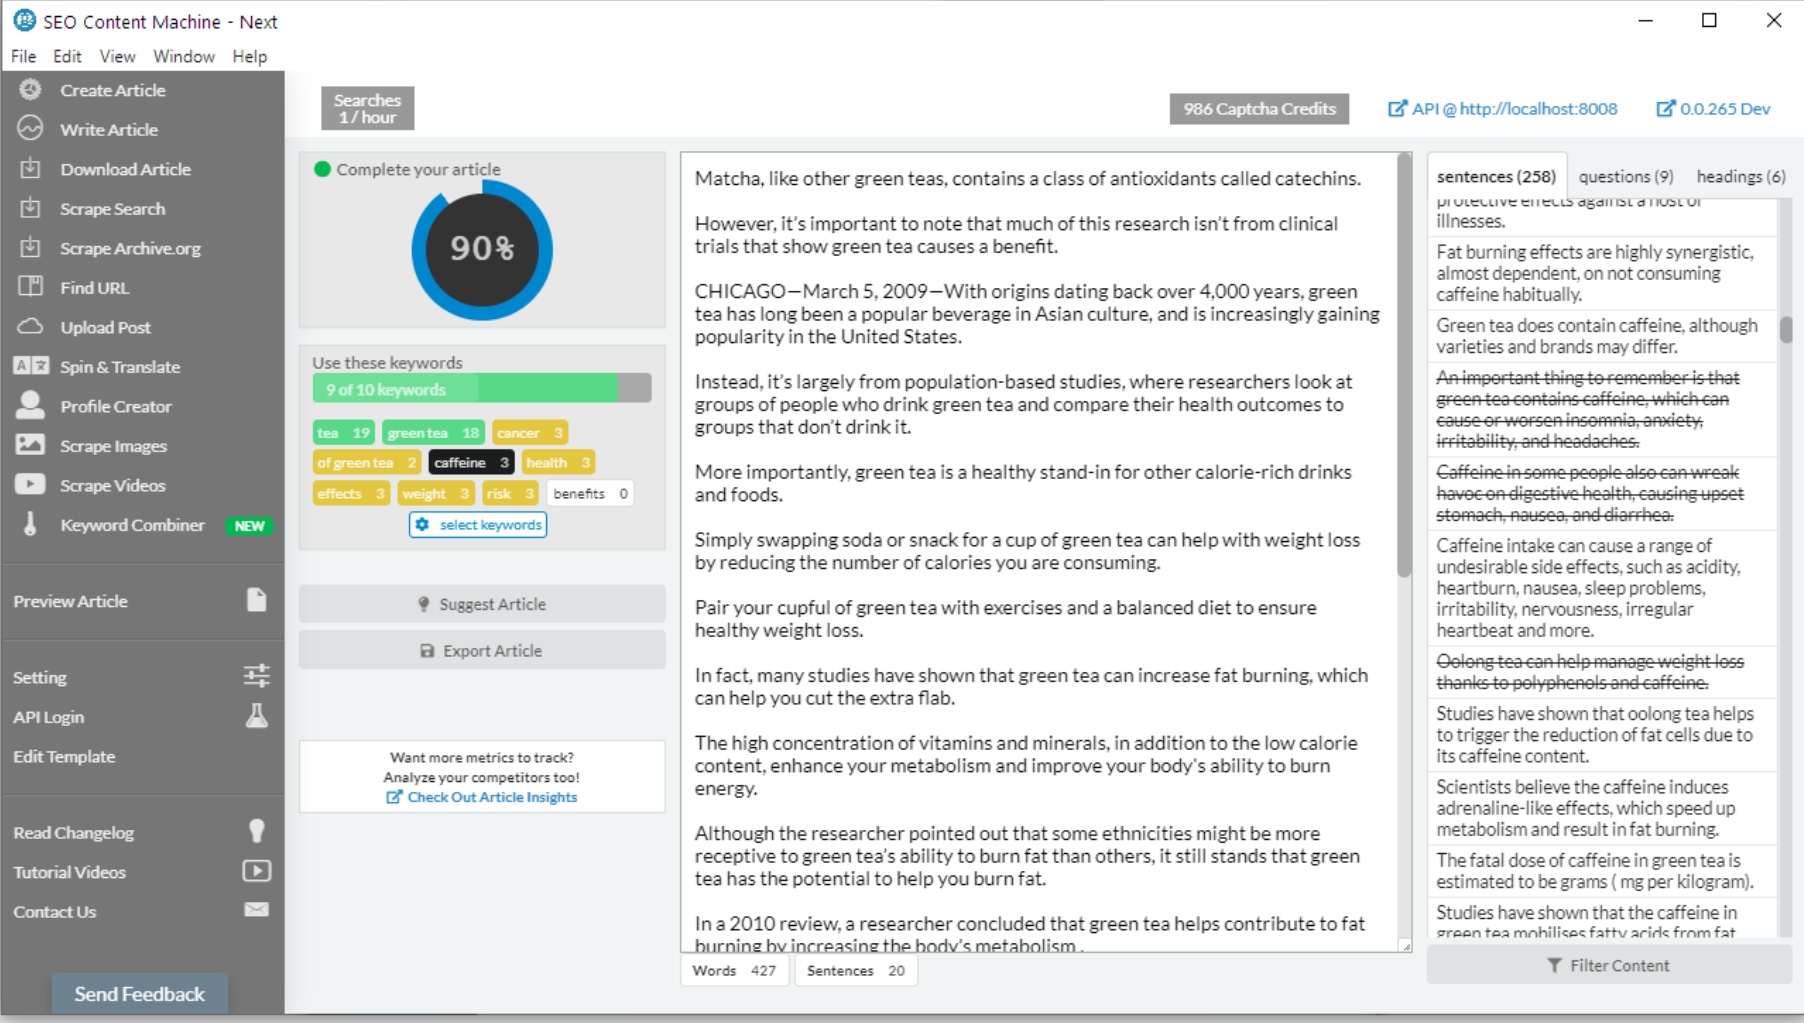 SEO Content Machine - Next
File Edit View Window Help
Create Article
Write Article
Download Article
Scrape Search
Scrape Archive.org
Find URL
Upload Post
Spin & Translate
Profile Creator
Scrape Images
Scrape Videos
Keyword Combiner NEW
Preview Article
Setting
API Login
Edit Template
Read Changelog
Tutorial Videos
Contact Us
Send Feedback
Searches
1 / hour
986 Captcha Credits
API @ http://localhost:8008
0.0.265 Dev
Complete your article
90%
Use these keywords
9 of 10 keywords
tea 19 green tea 18 cancer 3
of green tea 2 caffeine 3 health 3
effects 3 weight 3 risk 3 benefits 0
select keywords
Suggest Article
Export Article
Want more metrics to track?
Analyze your competitors too!
Check Out Article Insights
Matcha, like other green teas, contains a class of antioxidants called catechins.
However, it's important to note that much of this research isn't from clinical
trials that show green tea causes a benefit.
CHICAGO—March 5, 2009—With origins dating back over 4,000 years, green
tea has long been a popular beverage in Asian culture, and is increasingly gaining
popularity in the United States.
Instead, it's largely from population-based studies, where researchers look at
groups of people who drink green tea and compare their health outcomes to
groups that don't drink it.
More importantly, green tea is a healthy stand-in for other calorie-rich drinks
and foods.
Simply swapping soda or snack for a cup of green tea can help with weight loss
by reducing the number of calories you are consuming.
Pair your cupful of green tea with exercises and a balanced diet to ensure
healthy weight loss.
In fact, many studies have shown that green tea can increase fat burning, which
can help you cut the extra flab.
The high concentration of vitamins and minerals, in addition to the low calorie
content, enhance your metabolism and improve your body's ability to burn
energy.
Although the researcher pointed out that some ethnicities might be more
receptive to green tea's ability to burn fat than others, it still stands that green
tea has the potential to help you burn fat.
In a 2010 review, a researcher concluded that green tea helps contribute to fat
burning by increasing the body's metabolism .
Words 427 Sentences 20
sentences (258) questions (9) headings (6)
protective effects against a host of
illnesses.
Fat burning effects are highly synergistic,
almost dependent, on not consuming
caffeine habitually.
Green tea does contain caffeine, although
varieties and brands may differ.
An important thing to remember is that
green tea contains caffeine, which can
cause or worsen insomnia, anxiety,
irritability, and headaches.
Caffeine in some people also can wreak
havoc on digestive health, causing upset
stomach, nausea, and diarrhea.
Caffeine intake can cause a range of
undesirable side effects, such as acidity,
heartburn, nausea, sleep problems,
irritability, nervousness, irregular
heartbeat and more.
Oolong tea can help manage weight loss
thanks to polyphenols and caffeine.
Studies have shown that oolong tea helps
to trigger the reduction of fat cells due to
its caffeine content.
Scientists believe the caffeine induces
adrenaline-like effects, which speed up
metabolism and result in fat burning.
The fatal dose of caffeine in green tea is
estimated to be grams ( mg per kilogram).
Studies have shown that the caffeine in
green tea mobilises fatty acids from fat
Filter Content